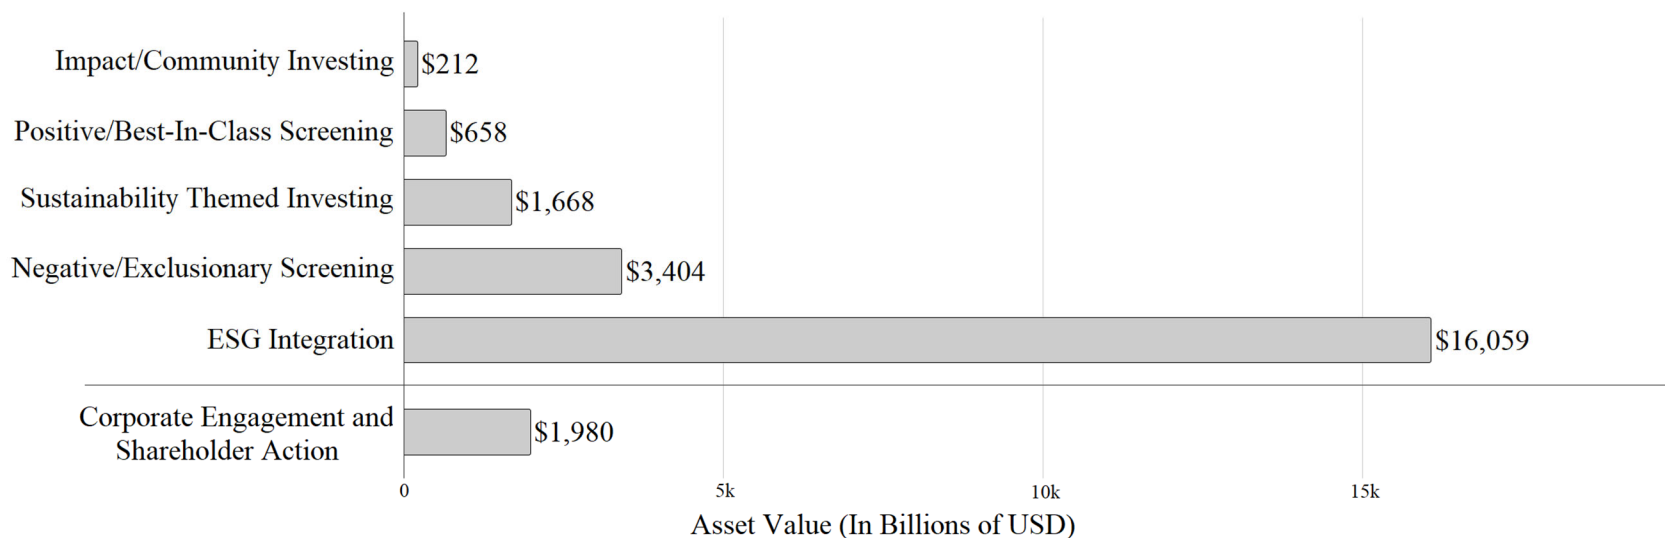 Impact/Community Investing $212
Positive/Best-In-Class Screening $658
Sustainability Themed Investing $1,668
Negative/Exclusionary Screening $3,404
ESG Integration $16,059
Corporate Engagement and
Shareholder Action $1,980
0 5k 10k 15k
Asset Value (In Billions of USD)